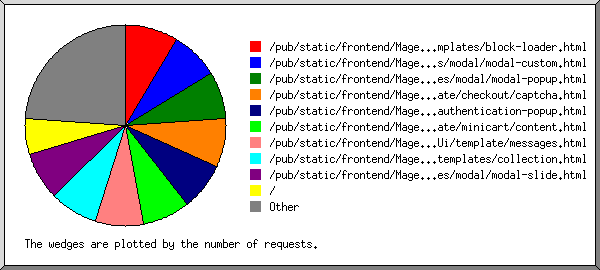 /pub/static/frontend/Mage...mplates/block-loader.html
/pub/static/frontend/Mage...s/modal/modal-custom.html
/pub/static/frontend/Mage...es/modal/modal-popup.html
/pub/static/frontend/Mage...ate/checkout/captcha.html
/pub/static/frontend/Mage...authentication-popup.html
/pub/static/frontend/Mage...ate/minicart/content.html
/pub/static/frontend/Mage...Ui/template/messages.html
/pub/static/frontend/Mage...templates/collection.html
/pub/static/frontend/Mage...es/modal/modal-slide.html
/
Other
The wedges are plotted by the number of requests.